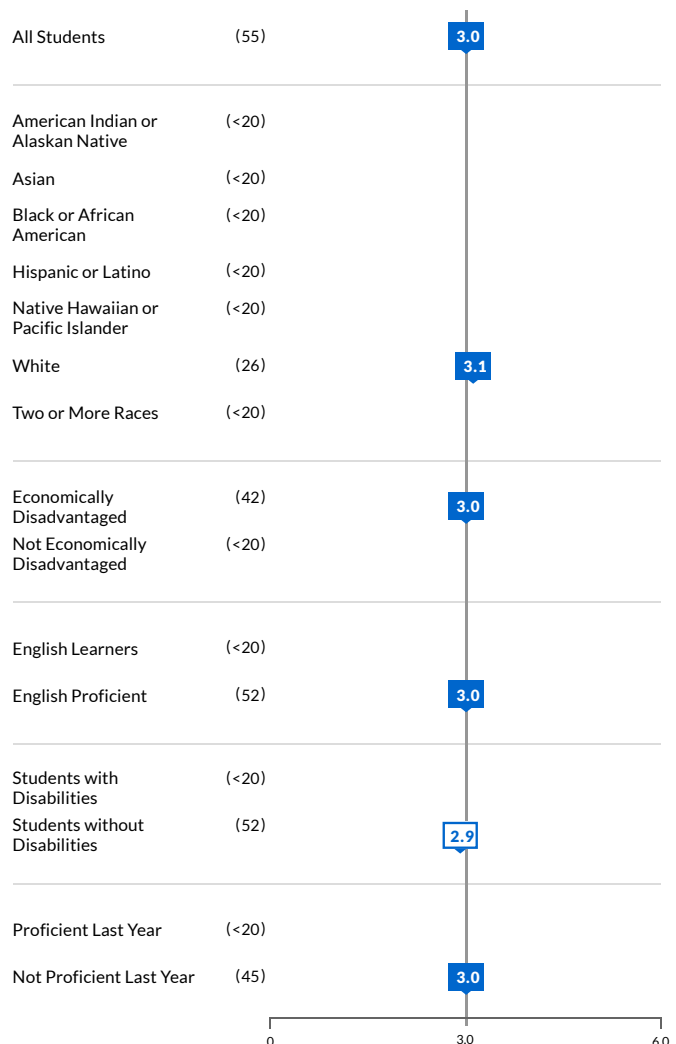 All Students (55) 3.0
American Indian or (<20)
Alaskan Native
Asian (<20)
Black or African (<20)
American
Hispanic or Latino (<20)
Native Hawaiian or (<20)
Pacific Islander
White (26) 3.1
Two or More Races (<20)
Economically (42) 3.0
Disadvantaged
Not Economically (<20)
Disadvantaged
English Learners (<20)
English Proficient (52) 3.0
Students with (<20)
Disabilities
Students without (52) 2.9
Disabilities
Proficient Last Year (<20)
Not Proficient Last Year (45) 3.0
0 3.0 6.0